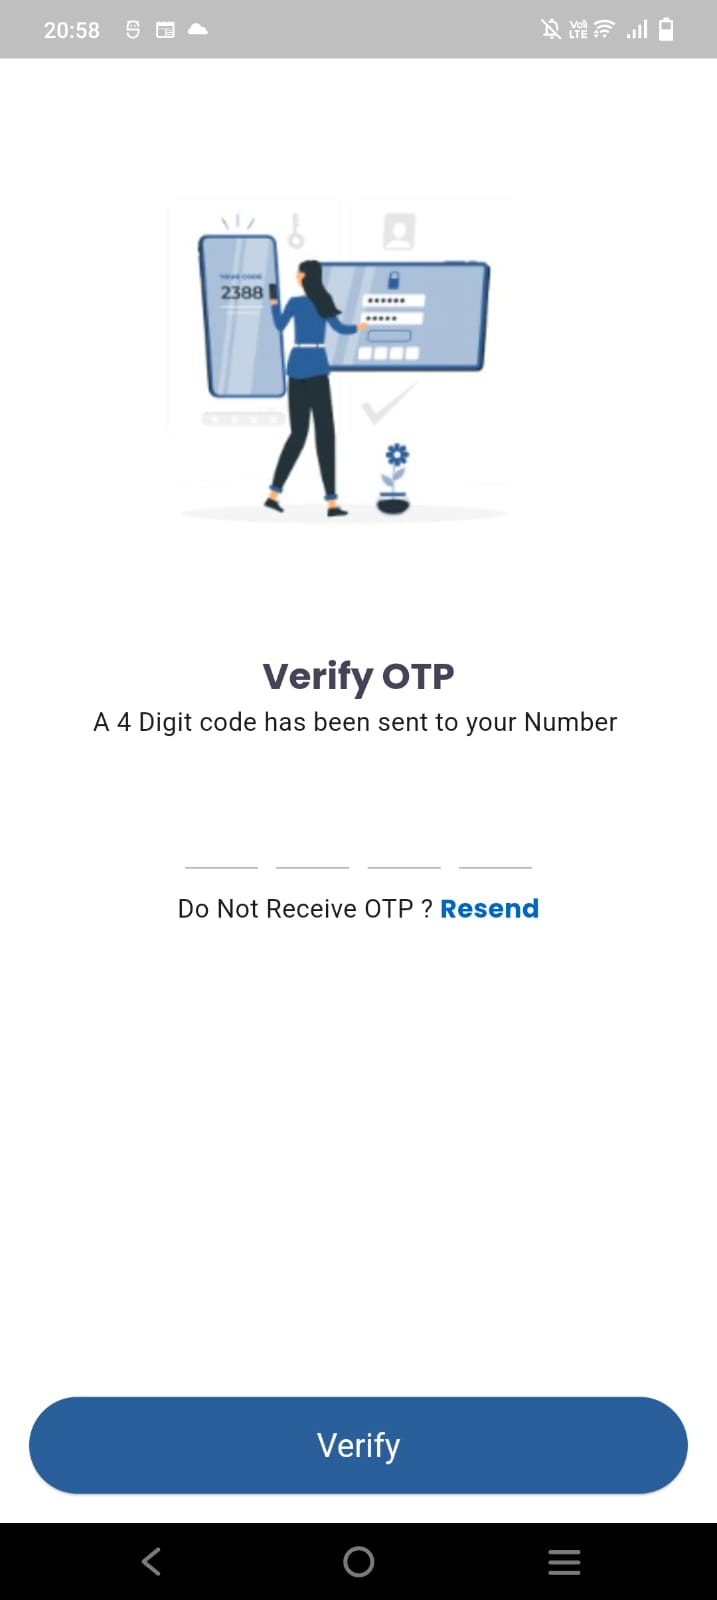 20:58
Vo)) LTE
YOUR CODE
2388
Verify OTP
A 4 Digit code has been sent to your Number
Do Not Receive OTP ? Resend
Verify